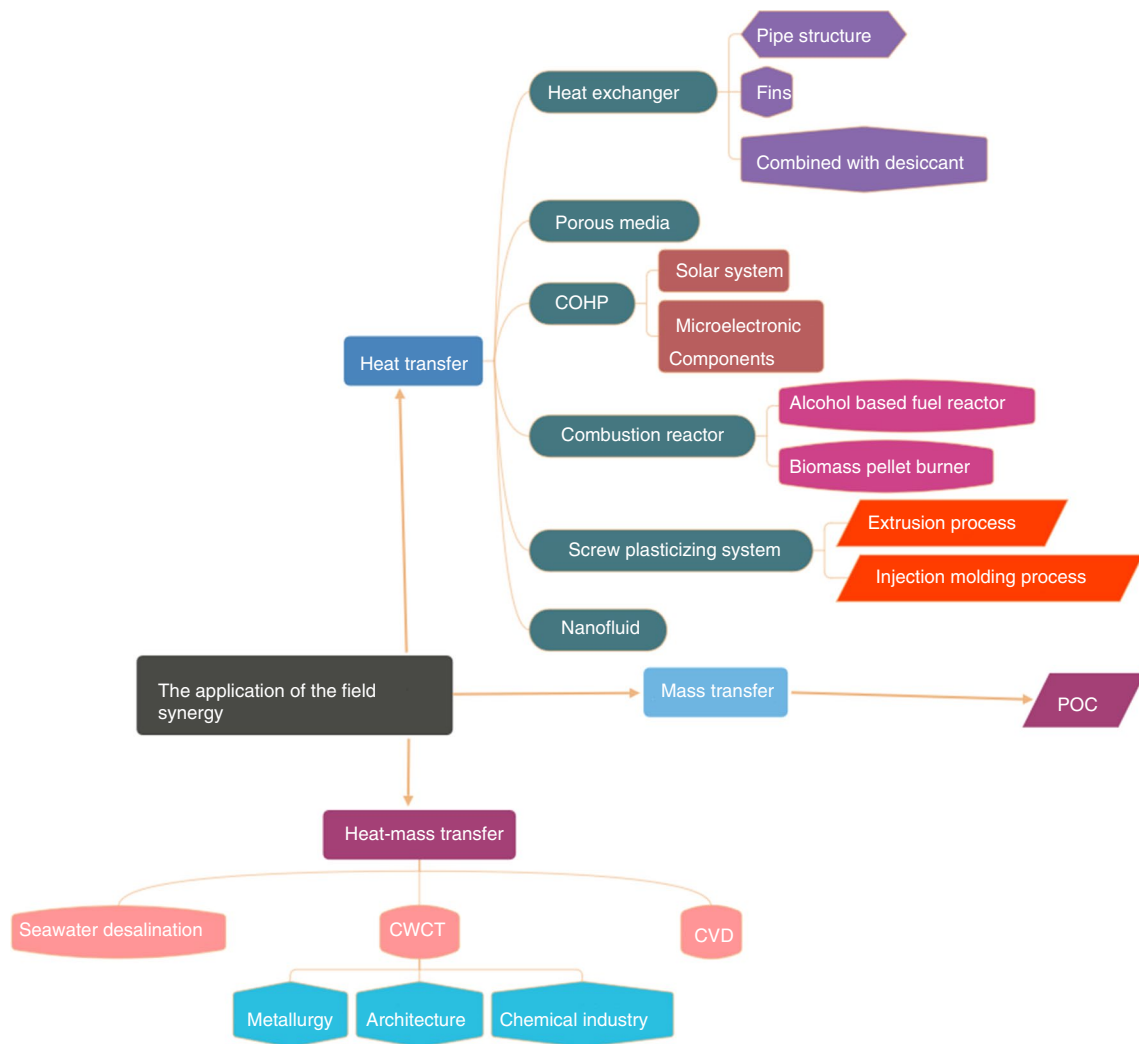 Pipe structure
Heat exchanger
Fins
Combined with desiccant
Porous media
Solar system
COHP
Microelectronic
Components
Heat transfer
Alcohol based fuel reactor
Combustion reactor
Biomass pellet burner
Extrusion process
Screw plasticizing system
Injection molding process
Nanofluid
The application of the field
synergy
Mass transfer
POC
Heat-mass transfer
Seawater desalination
CWCT
CVD
Metallurgy
Architecture
Chemical industry